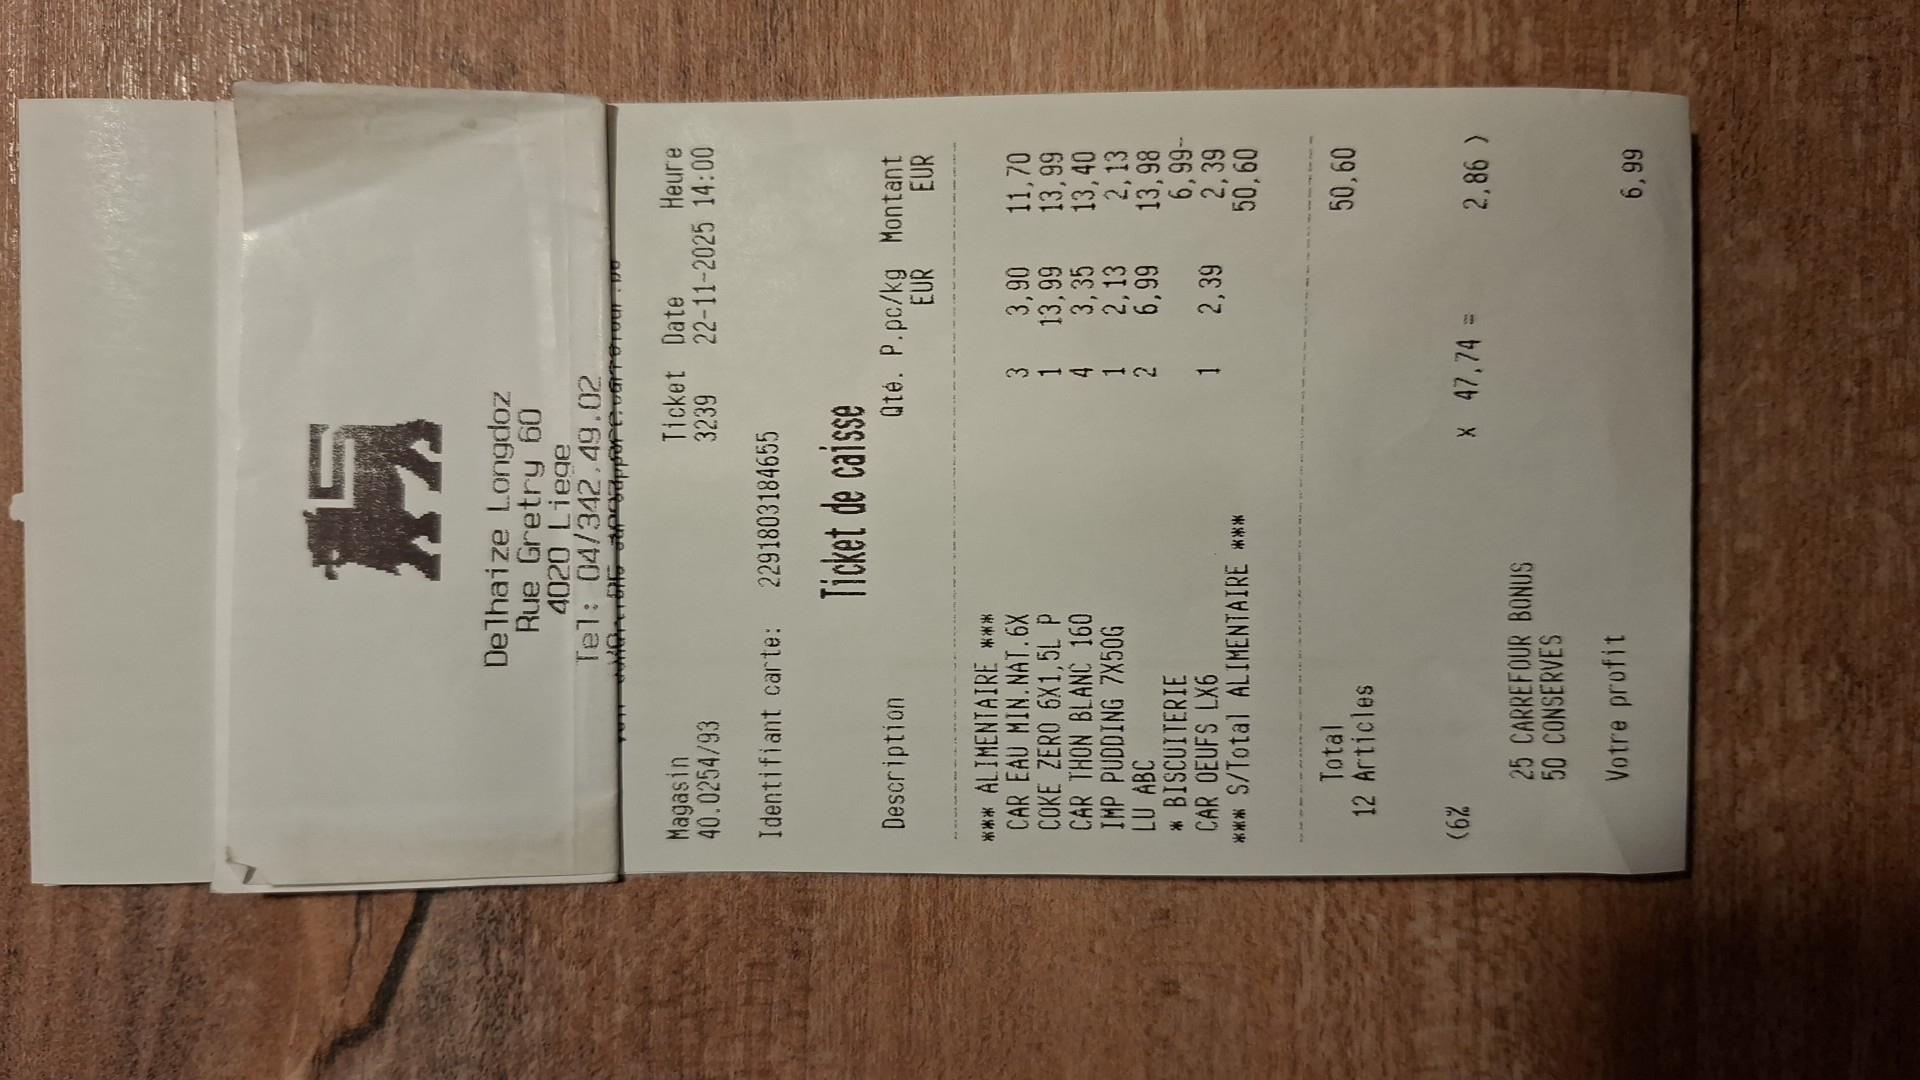 Delhaize Longdoz
Rue Gretry 60
4020 Liege
Tel: 04/342.49.02
Magasin Ticket Date Heure
40.0254/93 3239 22-11-2025 14:00
Identifiant carte: 2291803184655
Ticket de caisse
Description Qté. P.pc/kg Montant
EUR EUR
*** ALIMENTAIRE ***
CAR EAU MIN.NAT.6X 3 3,90 11,70
COKE ZERO 6X1,5L P 1 13,99 13,99
CAR THON BLANC 160 4 3,35 13,40
IMP PUDDING 7X50G 1 2,13 2,13
LU ABC 2 6,99 13,98
* BISCUITERIE 6,99-
CAR OEUFS LX6 1 2,39 2,39
*** S/Total ALIMENTAIRE *** 50,60
Total 50,60
12 Articles
(6% x 47,74 = 2,86 )
25 CARREFOUR BONUS
50 CONSERVES
Votre profit 6,99